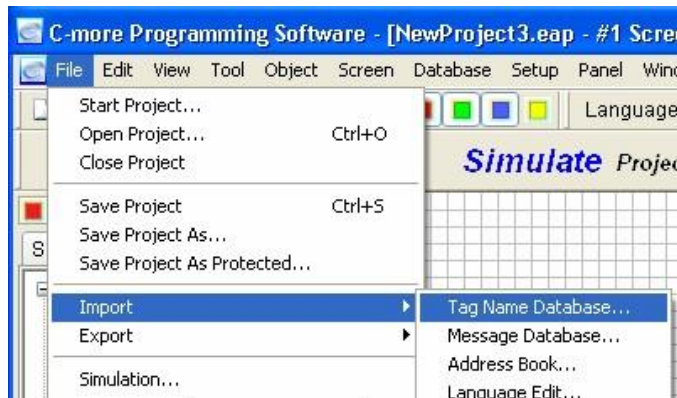 C-more Programming Software - [NewProject3.eap - #1 Scree
File Edit View Tool Object Screen Database Setup Panel Wind
Start Project...
Open Project... Ctrl+O
Language
Close Project
Simulate Projec
Save Project Ctrl+S
Save Project As...
S
Save Project As Protected...
Import
Tag Name Database...
Export
Message Database...
Address Book...
Simulation...
Language Edit...